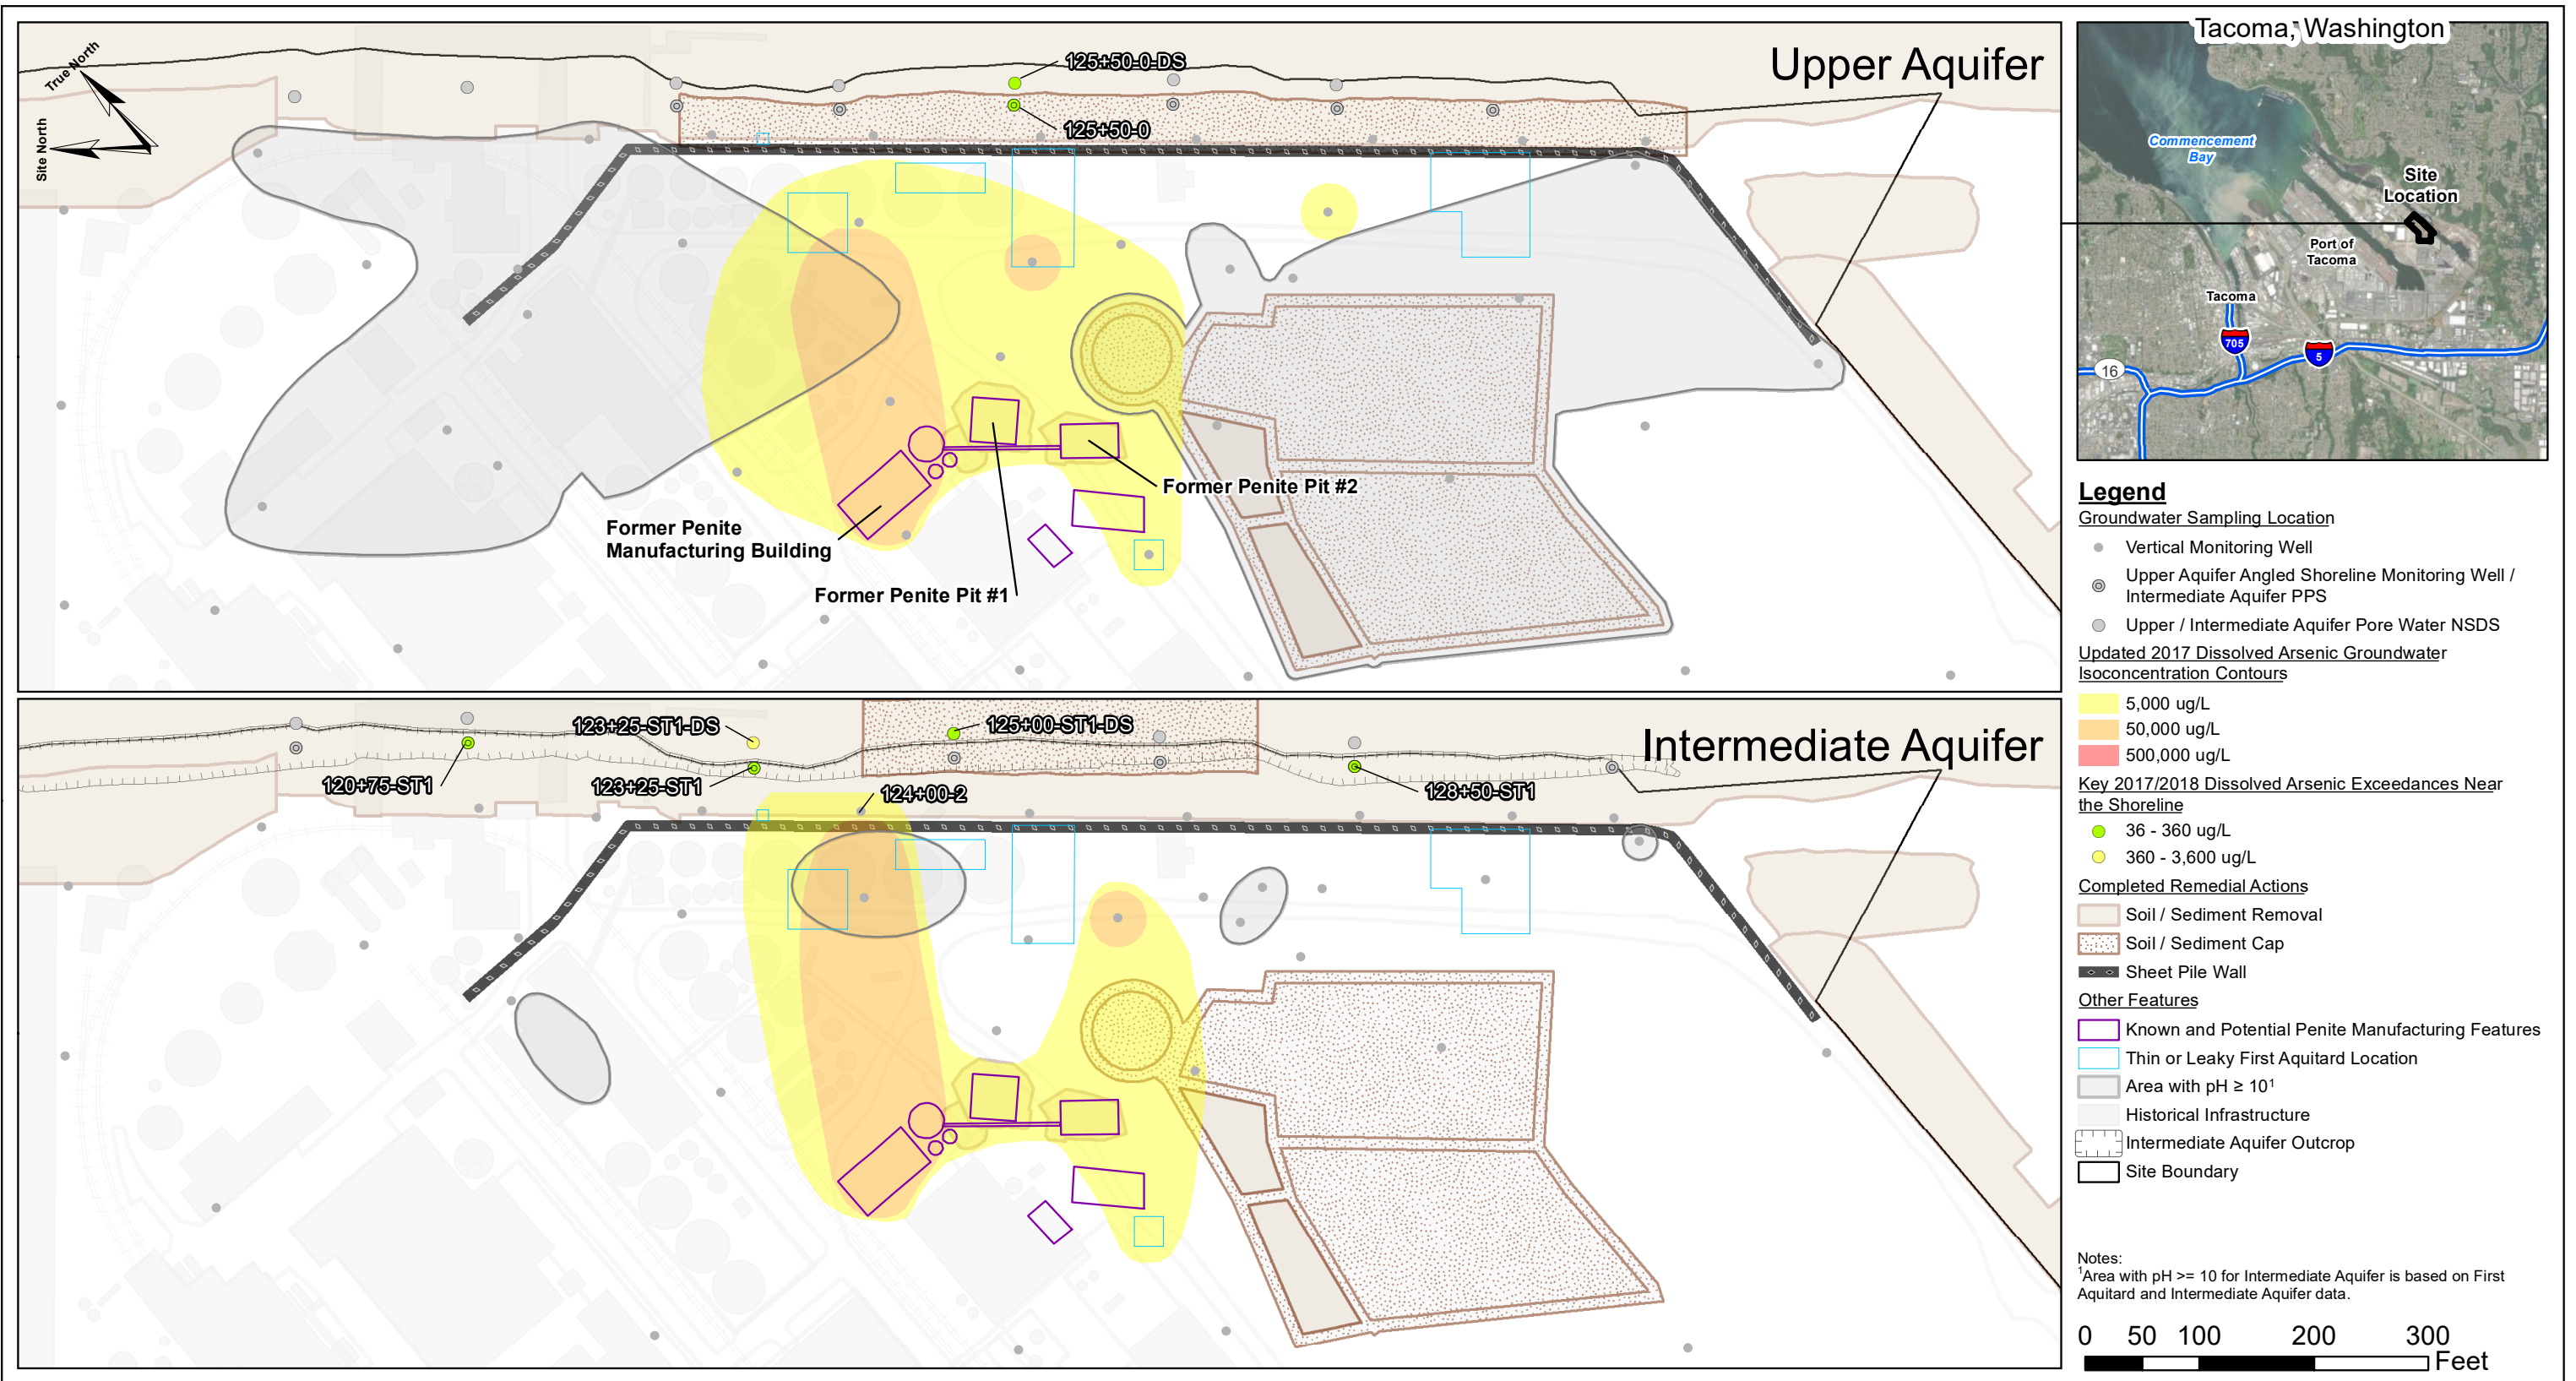 Upper Aquifer
True North
Site North
125+50-0-DS
125+50-0
Former Penite Pit #2
Former Penite
Manufacturing Building
Former Penite Pit #1
Intermediate Aquifer
123+25-ST1-DS
125+00-ST1-DS
120+75-ST1
123+25-ST1
124+00-2
128+50-ST1
Tacoma, Washington
Commencement
Bay
Site
Location
Port of
Tacoma
Tacoma
705
5
16
Legend
Groundwater Sampling Location
Vertical Monitoring Well
Upper Aquifer Angled Shoreline Monitoring Well /
Intermediate Aquifer PPS
Upper / Intermediate Aquifer Pore Water NSDS
Updated 2017 Dissolved Arsenic Groundwater
Isoconcentration Contours
5,000 ug/L
50,000 ug/L
500,000 ug/L
Key 2017/2018 Dissolved Arsenic Exceedances Near
the Shoreline
36 - 360 ug/L
360 - 3,600 ug/L
Completed Remedial Actions
Soil / Sediment Removal
Soil / Sediment Cap
Sheet Pile Wall
Other Features
Known and Potential Penite Manufacturing Features
Thin or Leaky First Aquitard Location
Area with pH ≥ 10¹
Historical Infrastructure
Intermediate Aquifer Outcrop
Site Boundary
Notes:
¹Area with pH >= 10 for Intermediate Aquifer is based on First
Aquitard and Intermediate Aquifer data.
0 50 100 200 300
Feet